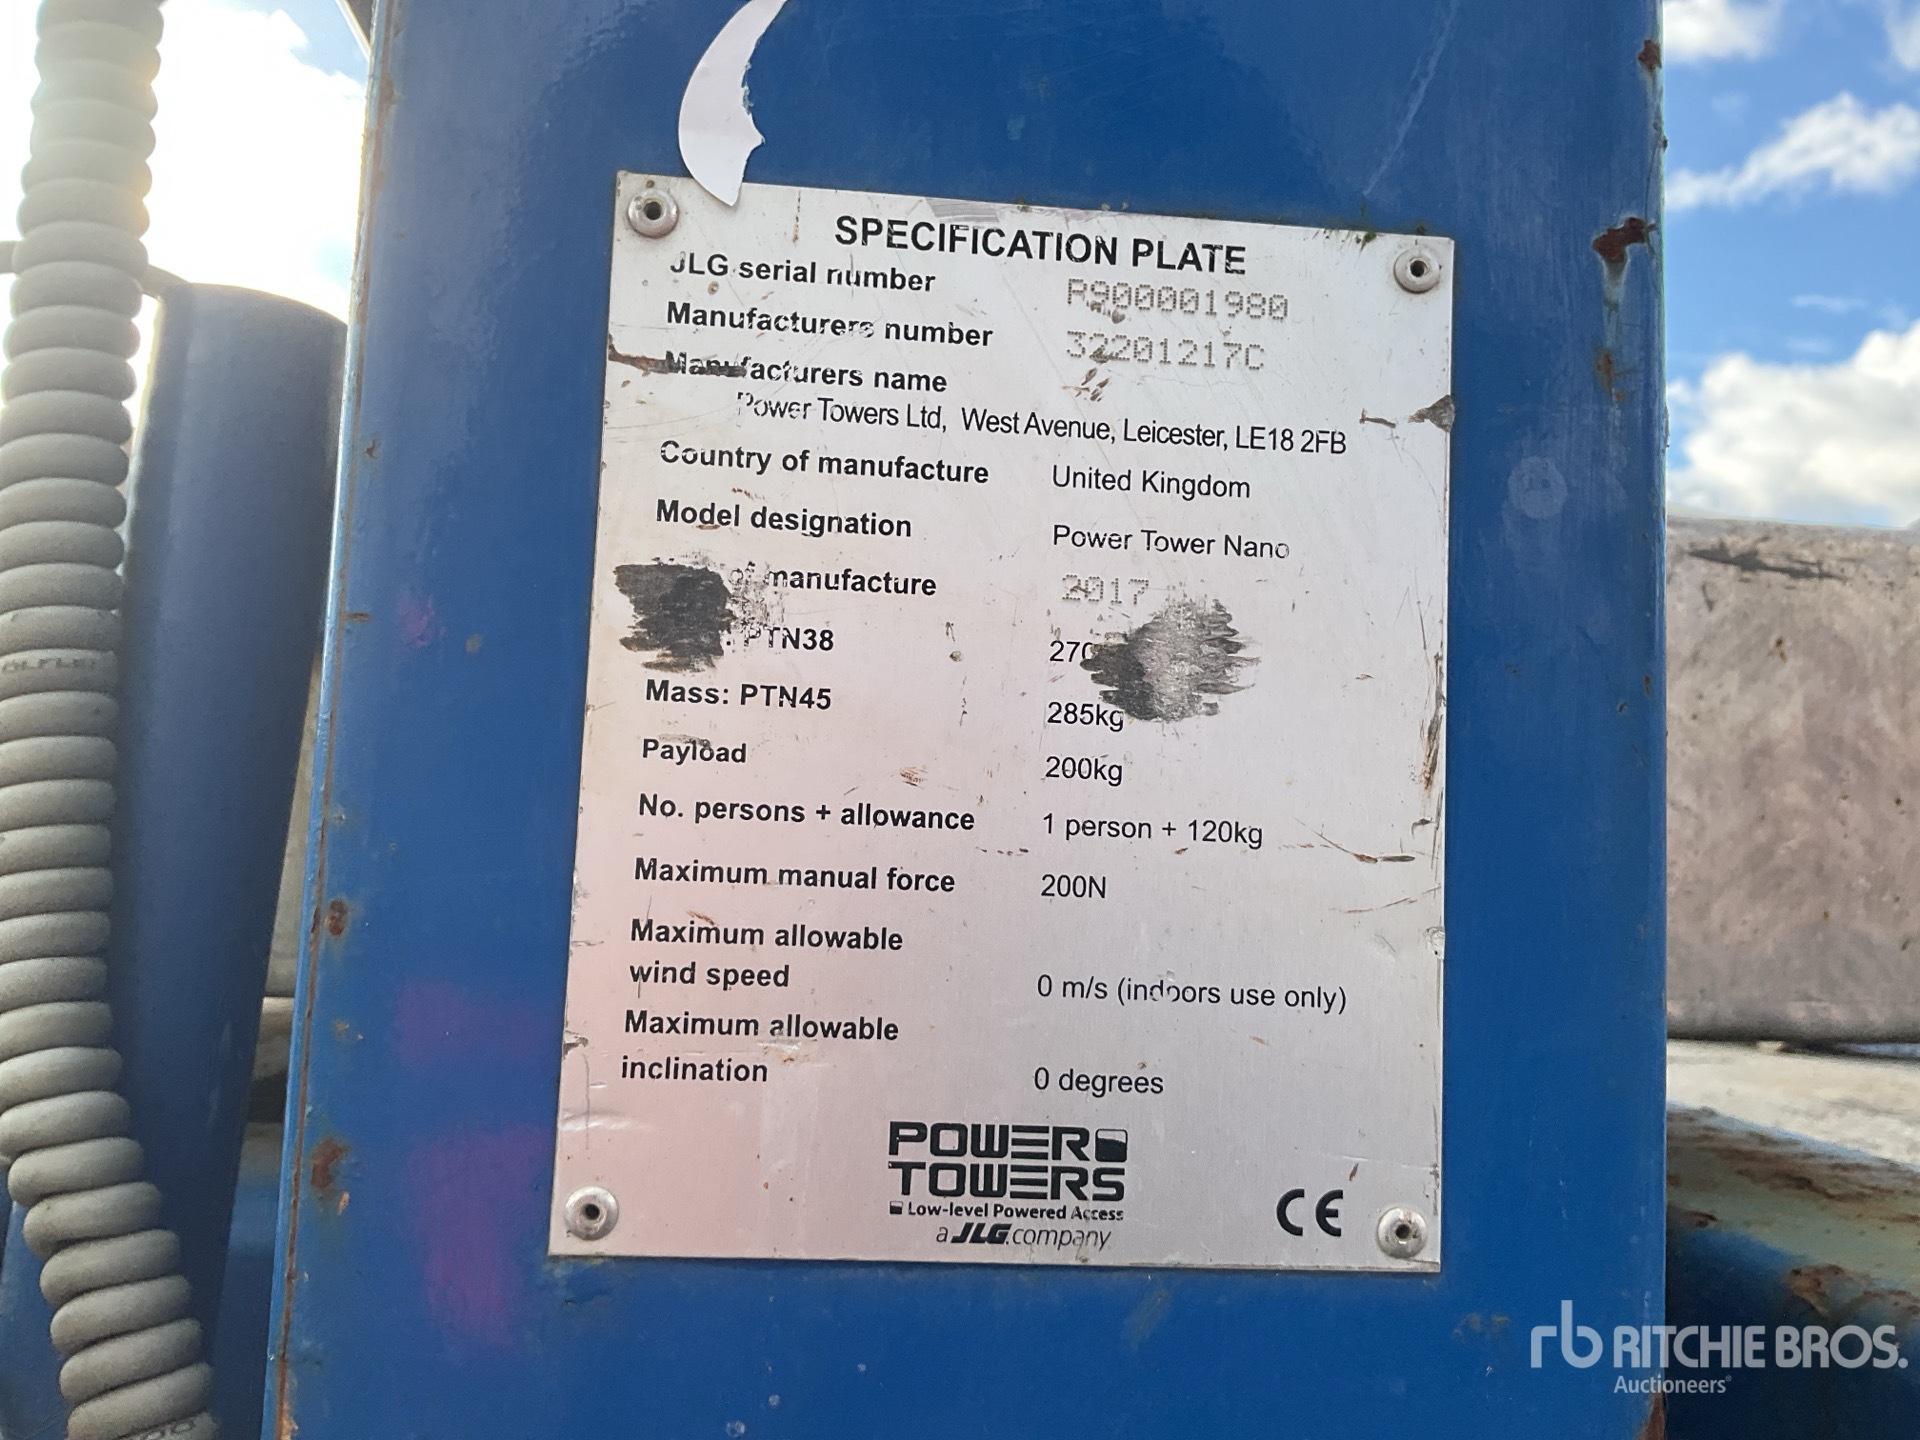 SPECIFICATION PLATE
JLG serial number R900001980
Manufacturers number 32201217C
Manufacturers name
Power Towers Ltd, West Avenue, Leicester, LE18 2FB
Country of manufacture United Kingdom
Model designation Power Tower Nano
of manufacture 2017
PTN38 270
Mass: PTN45 285kg
Payload 200kg
No. persons + allowance 1 person + 120kg
Maximum manual force 200N
Maximum allowable
wind speed 0 m/s (indoors use only)
Maximum allowable
inclination 0 degrees
POWER
TOWERS
Low-level Powered Access
a JLG company
CE
rb RITCHIE BROS.
Auctioneers